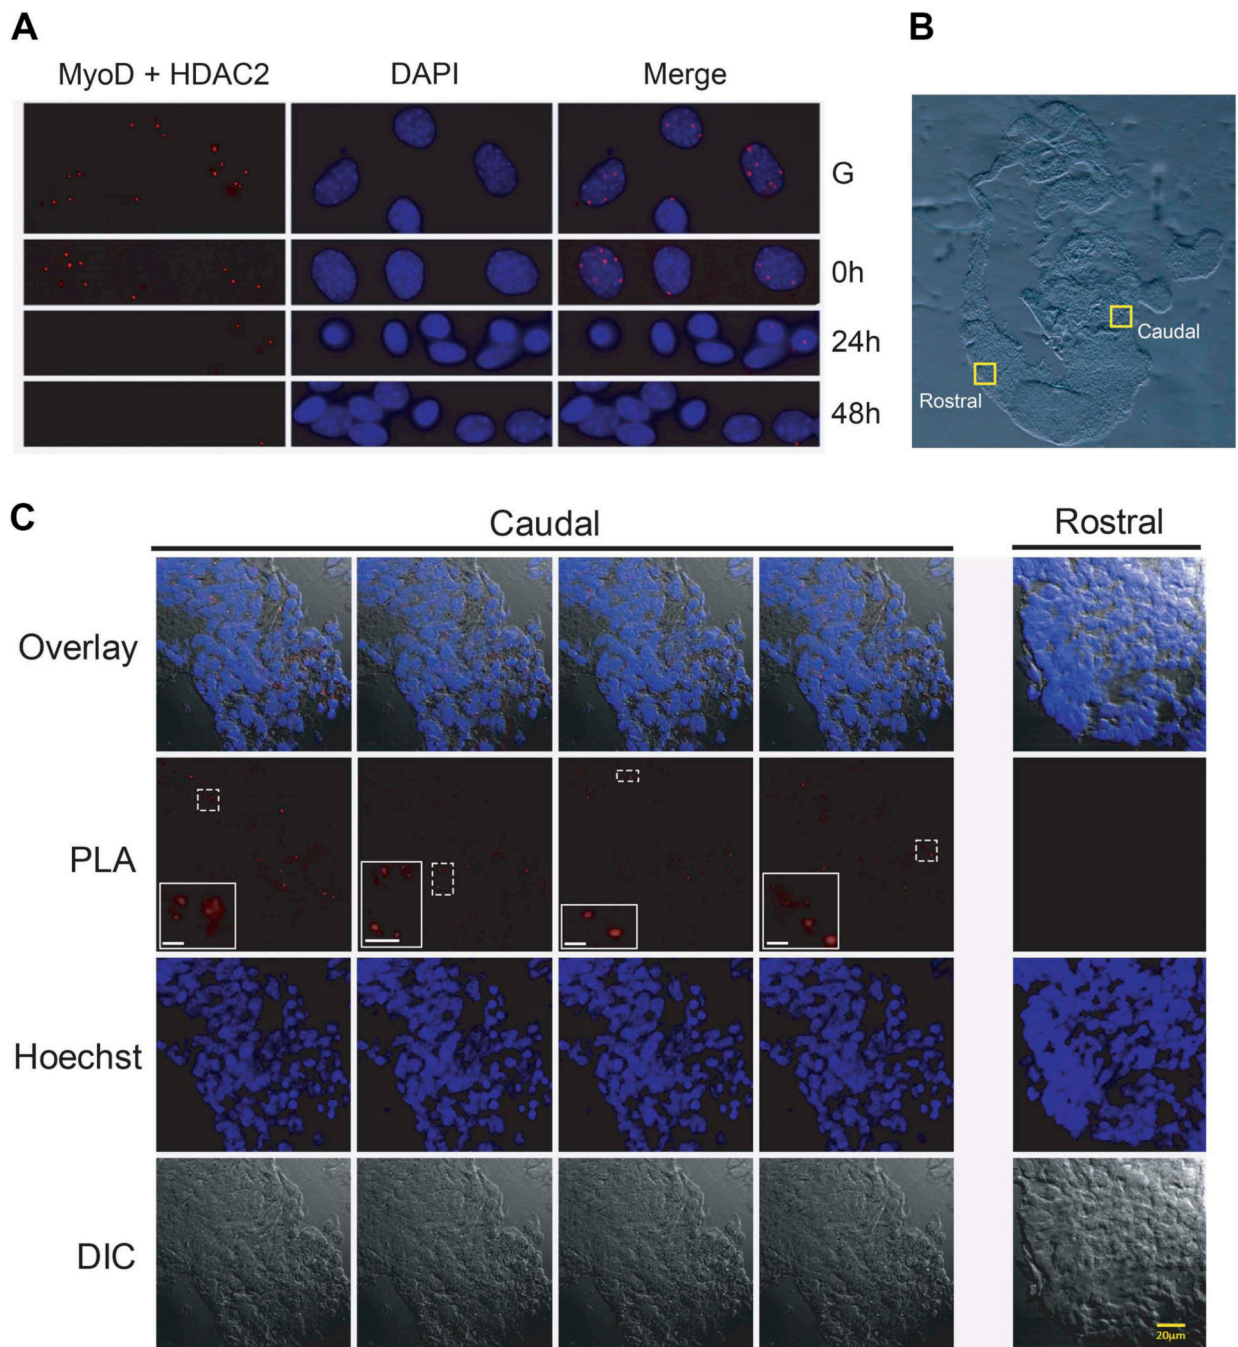 A
B
MyoD + HDAC2
DAPI
Merge
G
0h
24h
48h
Caudal
Rostral
C
Caudal
Rostral
Overlay
PLA
Hoechst
DIC
20µm